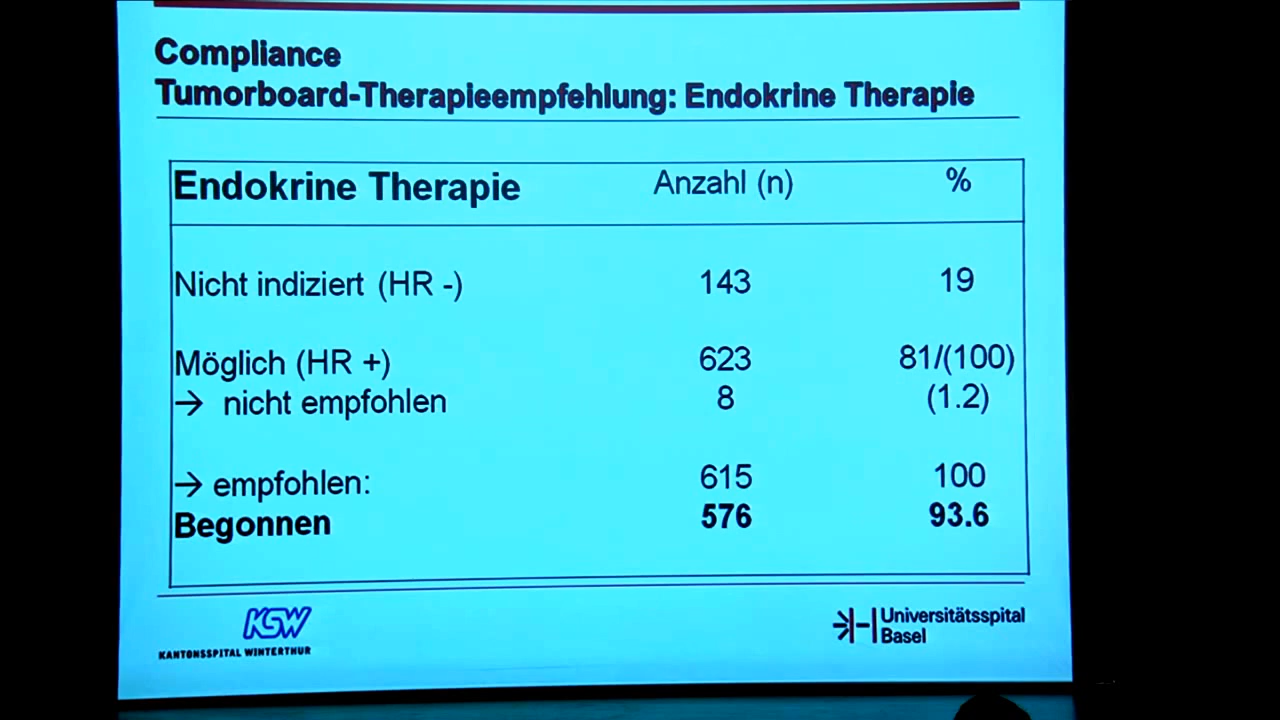 Compliance
Tumorboard-Therapieempfehlung: Endokrine Therapie
Endokrine Therapie Anzahl (n) %
Nicht indiziert (HR -) 143 19
Möglich (HR +) 623 81/(100)
→ nicht empfohlen 8 (1.2)
→ empfohlen: 615 100
Begonnen 576 93.6
KSW
KANTONSSPITAL WINTERTHUR
Universitätsspital
Basel